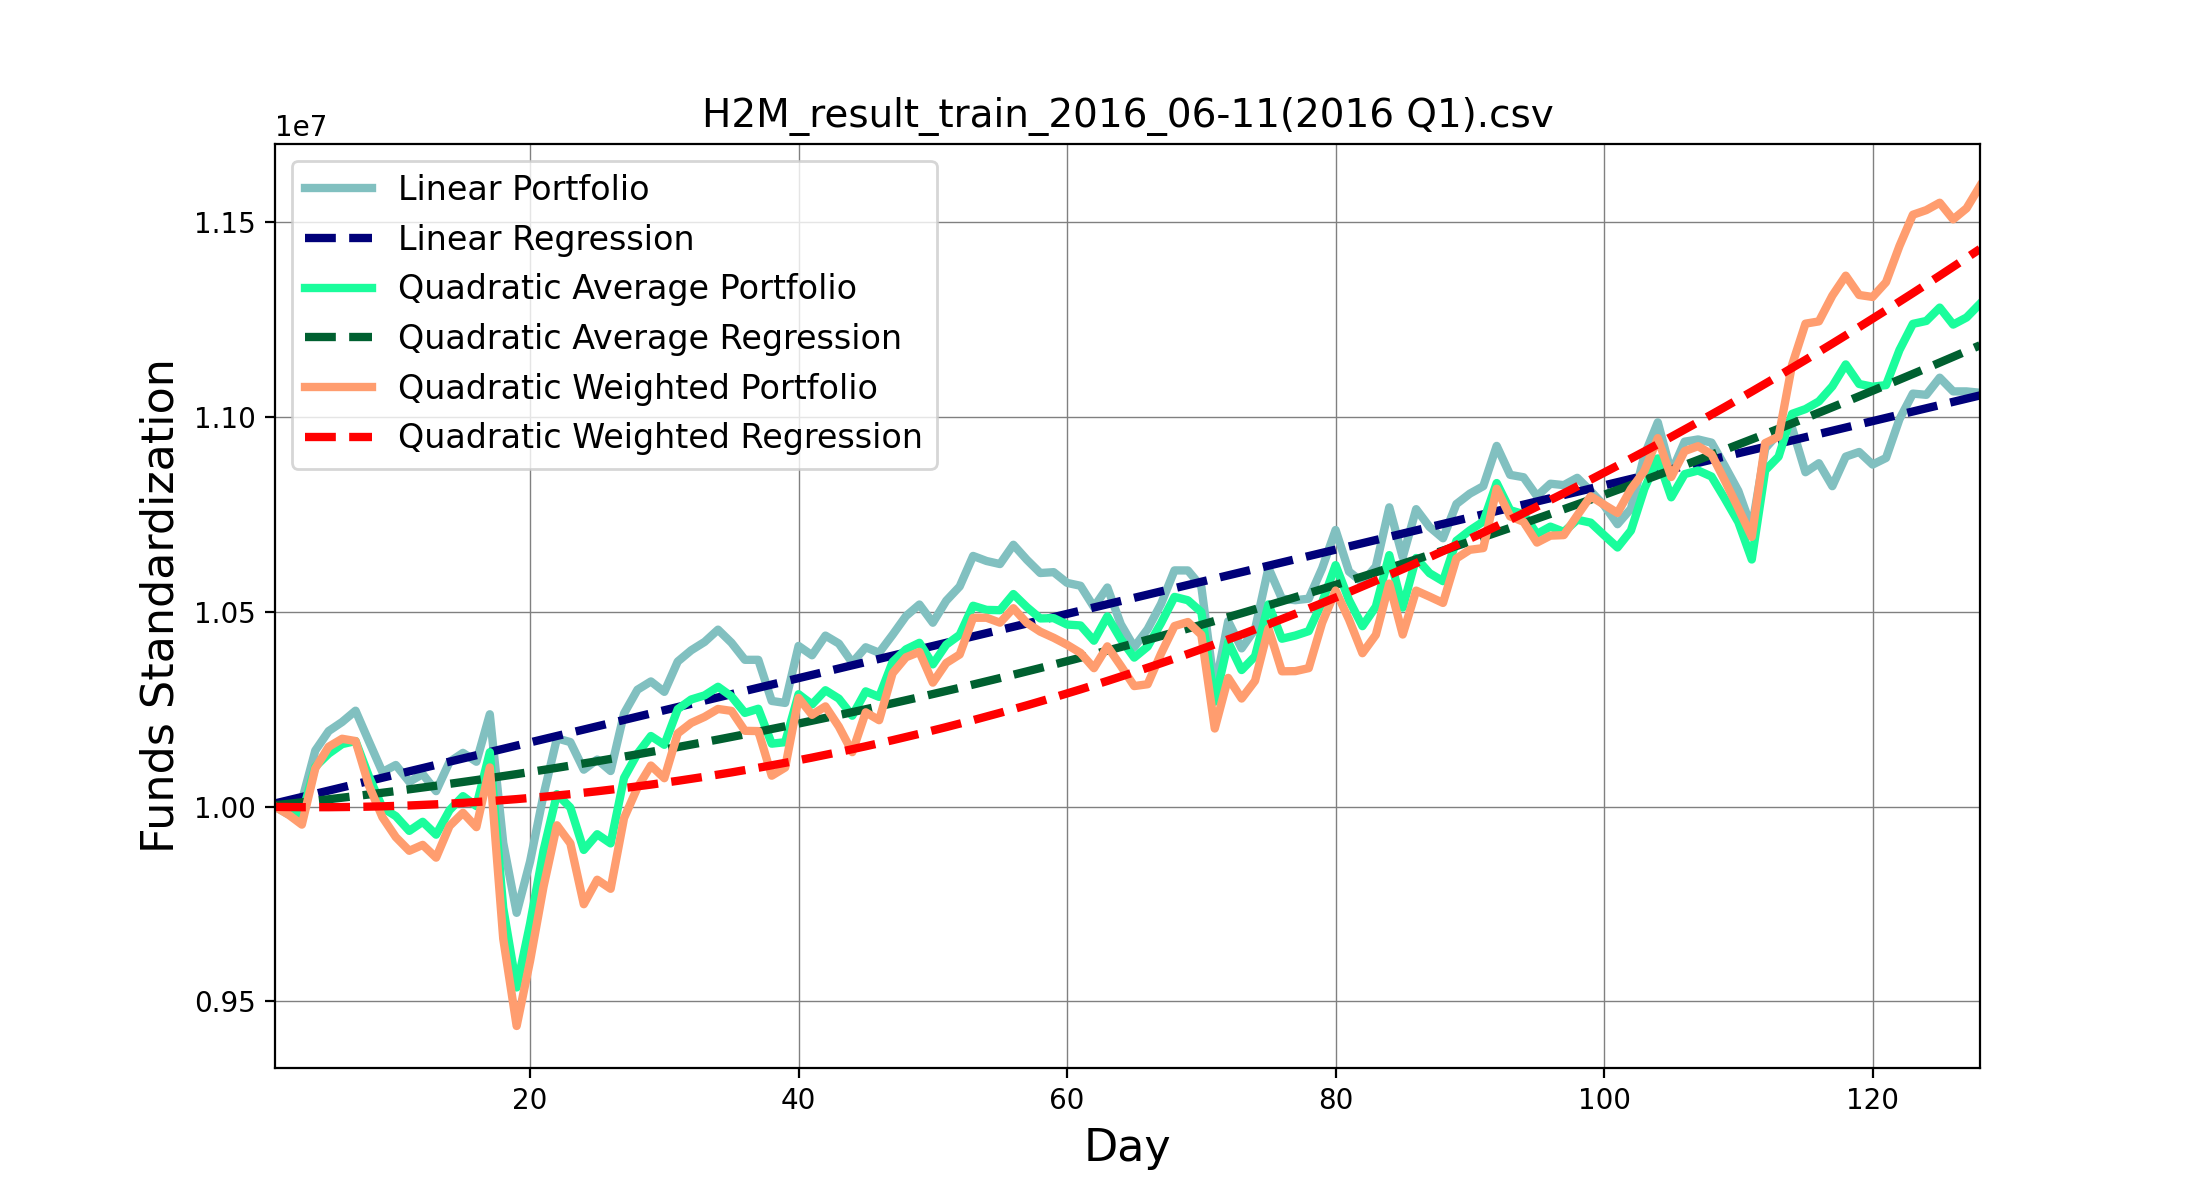 H2M_result_train_2016_06-11(2016 Q1).csv
1e7
Linear Portfolio
Linear Regression
Quadratic Average Portfolio
Quadratic Average Regression
Quadratic Weighted Portfolio
Quadratic Weighted Regression
1.15
1.10
1.05
1.00
0.95
Funds Standardization
20 40 60 80 100 120
Day